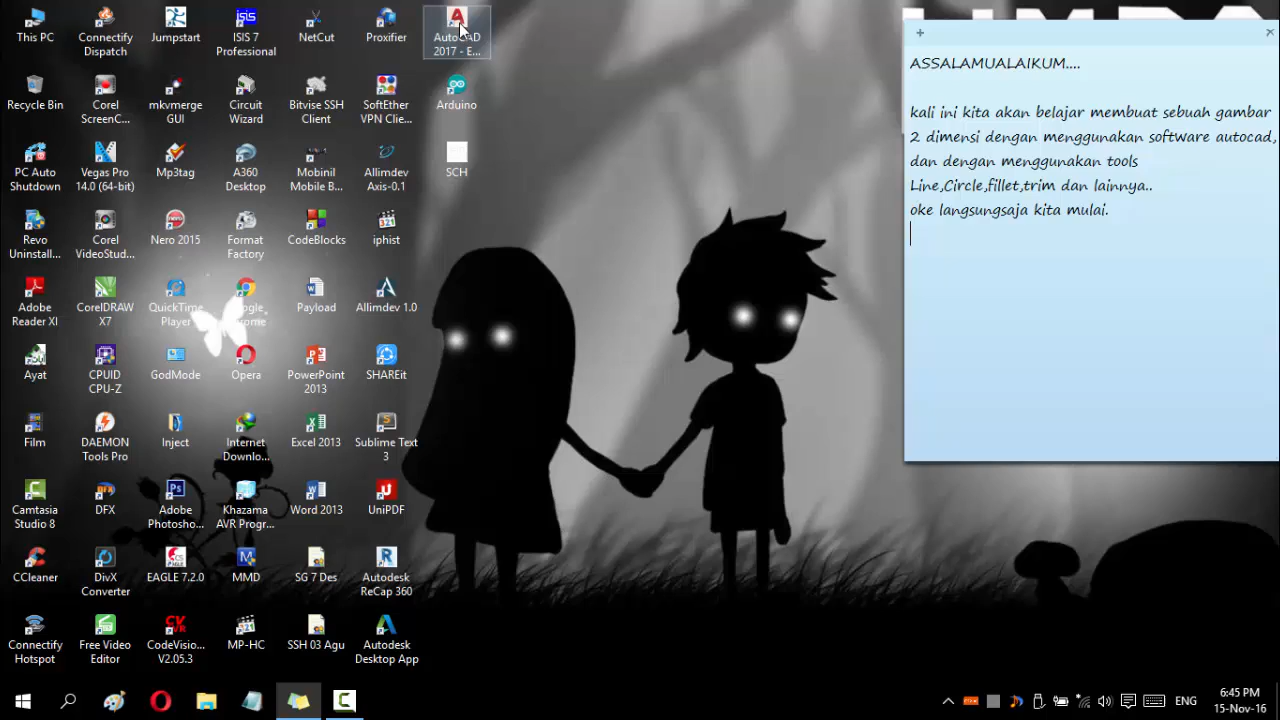 This PC
Connectify
Dispatch
Jumpstart
ISIS 7
Professional
NetCut
Proxifier
AutoCAD
2017 - E...
Recycle Bin
Corel
ScreenC...
mkvmerge
GUI
Circuit
Wizard
Bitvise SSH
Client
SoftEther
VPN Clie...
Arduino
PC Auto
Shutdown
Vegas Pro
14.0 (64-bit)
Mp3tag
A360
Desktop
Mobinil
Mobile B...
Allimdev
Axis-0.1
SCH
Revo
Uninstall...
Corel
VideoStud...
Nero 2015
Format
Factory
CodeBlocks
iphist
Adobe
Reader XI
CorelDRAW
X7
QuickTime
Player
Google
Chrome
Payload
Allimdev 1.0
Ayat
CPUID
CPU-Z
GodMode
Opera
PowerPoint
2013
SHAREit
Film
DAEMON
Tools Pro
Inject
Internet
Downlo...
Excel 2013
Sublime Text
3
Camtasia
Studio 8
DFX
Adobe
Photosho...
Khazama
AVR Progr...
Word 2013
UniPDF
CCleaner
DivX
Converter
EAGLE 7.2.0
MMD
SG 7 Des
Autodesk
ReCap 360
Connectify
Hotspot
Free Video
Editor
CodeVisio...
V2.05.3
MP-HC
SSH 03 Agu
Autodesk
Desktop App
ASSALAMUALAIKUM....
kali ini kita akan belajar membuat sebuah gambar
2 dimensi dengan menggunakan software autocad,
dan dengan menggunakan tools
Line,Circle,fillet,trim dan lainnya..
oke langsungsaja kita mulai.
ENG
6:45 PM
15-Nov-16